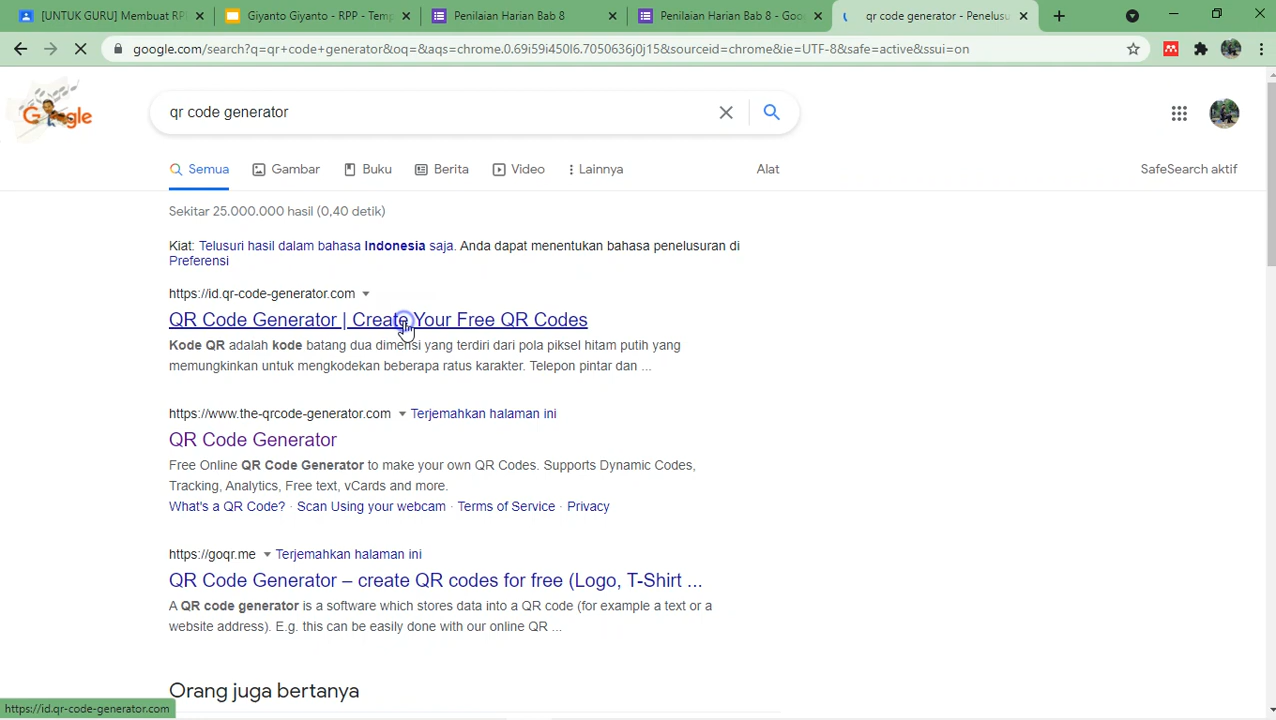 [UNTUK GURU] Membuat RP
Giyanto Giyanto - RPP - Temp
Penilaian Harian Bab 8
Penilaian Harian Bab 8 - Goo
qr code generator - Penelusu
google.com/search?q=qr+code+generator&oq=&aqs=chrome.0.69i59i450l6.7050636j0j15&sourceid=chrome&ie=UTF-8&safe=active&ssui=on
Google
qr code generator
Semua
Gambar
Buku
Berita
Video
Lainnya
Alat
SafeSearch aktif
Sekitar 25.000.000 hasil (0,40 detik)
Kiat: Telusuri hasil dalam bahasa Indonesia saja. Anda dapat menentukan bahasa penelusuran di
Preferensi
https://id.qr-code-generator.com
QR Code Generator | Create Your Free QR Codes
Kode QR adalah kode batang dua dimensi yang terdiri dari pola piksel hitam putih yang
memungkinkan untuk mengkodekan beberapa ratus karakter. Telepon pintar dan ...
https://www.the-qrcode-generator.com Terjemahkan halaman ini
QR Code Generator
Free Online QR Code Generator to make your own QR Codes. Supports Dynamic Codes,
Tracking, Analytics, Free text, vCards and more.
What's a QR Code? · Scan Using your webcam · Terms of Service · Privacy
https://goqr.me Terjemahkan halaman ini
QR Code Generator – create QR codes for free (Logo, T-Shirt ...
A QR code generator is a software which stores data into a QR code (for example a text or a
website address). E.g. this can be easily done with our online QR ...
Orang juga bertanya
https://id.qr-code-generator.com